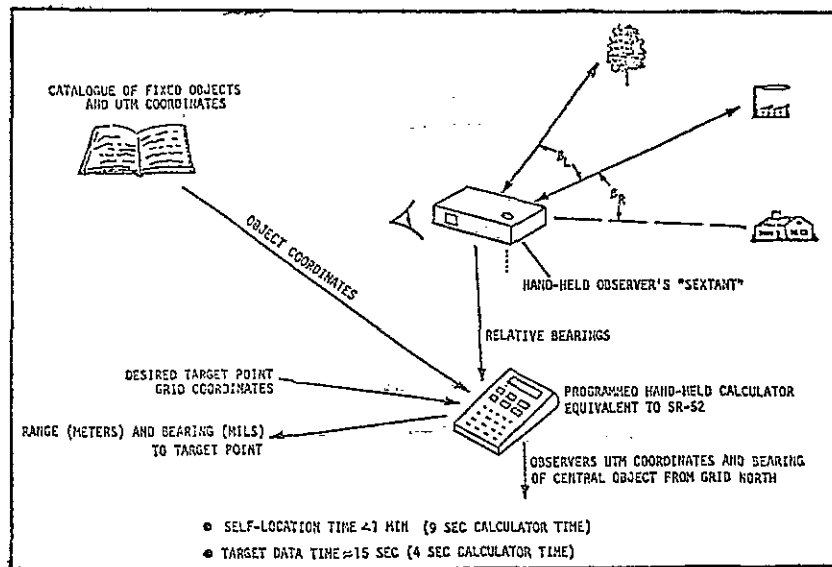 CATALOGUE OF FIXED OBJECTS
AND UTM COORDINATES
βL
βR
OBJECT COORDINATES
HAND-HELD OBSERVER'S "SEXTANT"
RELATIVE BEARINGS
DESIRED TARGET POINT
GRID COORDINATES
PROGRAMMED HAND-HELD CALCULATOR
EQUIVALENT TO SR-52
RANGE (METERS) AND BEARING (MILS)
TO TARGET POINT
OBSERVERS UTM COORDINATES AND BEARING
OF CENTRAL OBJECT FROM GRID NORTH
● SELF-LOCATION TIME <1 MIN (9 SEC CALCULATOR TIME)
● TARGET DATA TIME ≈15 SEC (4 SEC CALCULATOR TIME)